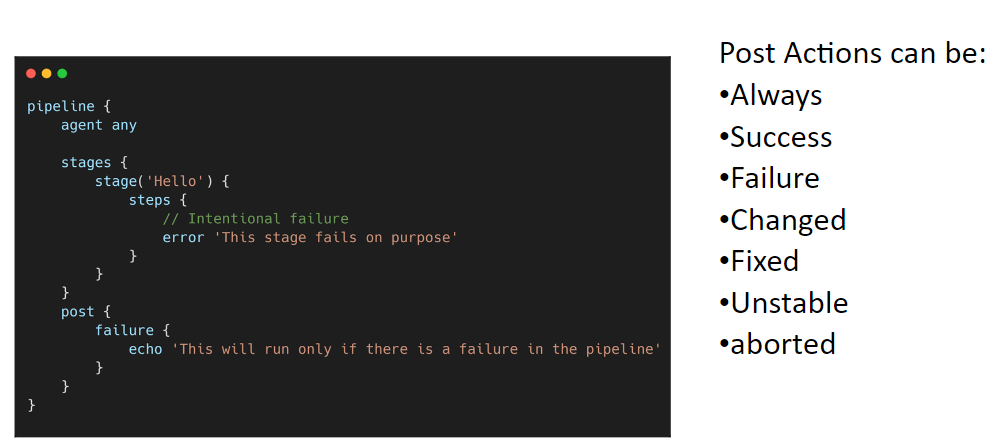 pipeline {
    agent any

    stages {
        stage('Hello') {
            steps {
                // Intentional failure
                error 'This stage fails on purpose'
            }
        }
    }
    post {
        failure {
            echo 'This will run only if there is a failure in the pipeline'
        }
    }
}
Post Actions can be:
•Always
•Success
•Failure
•Changed
•Fixed
•Unstable
•aborted